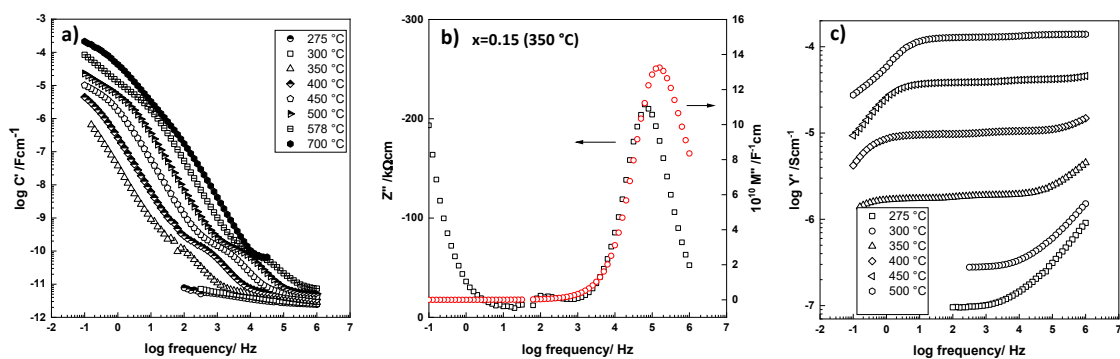 a)
log C' /Fcm⁻¹
-3
-4
-5
-6
-7
-8
-9
-10
-11
-12
-2 -1 0 1 2 3 4 5 6 7
log frequency/ Hz
275 °C
300 °C
350 °C
400 °C
450 °C
500 °C
578 °C
700 °C
b)
x=0.15 (350 °C)
Z'' /kΩcm
-300
-200
-100
0
-1 0 1 2 3 4 5 6 7
log frequency/ Hz
16
14
12
10
8
6
4
2
0
10¹⁰ M'' /F⁻¹cm
c)
log Y' /Scm⁻¹
-4
-5
-6
-7
-2 -1 0 1 2 3 4 5 6 7
log frequency/ Hz
275 °C
300 °C
350 °C
400 °C
450 °C
500 °C